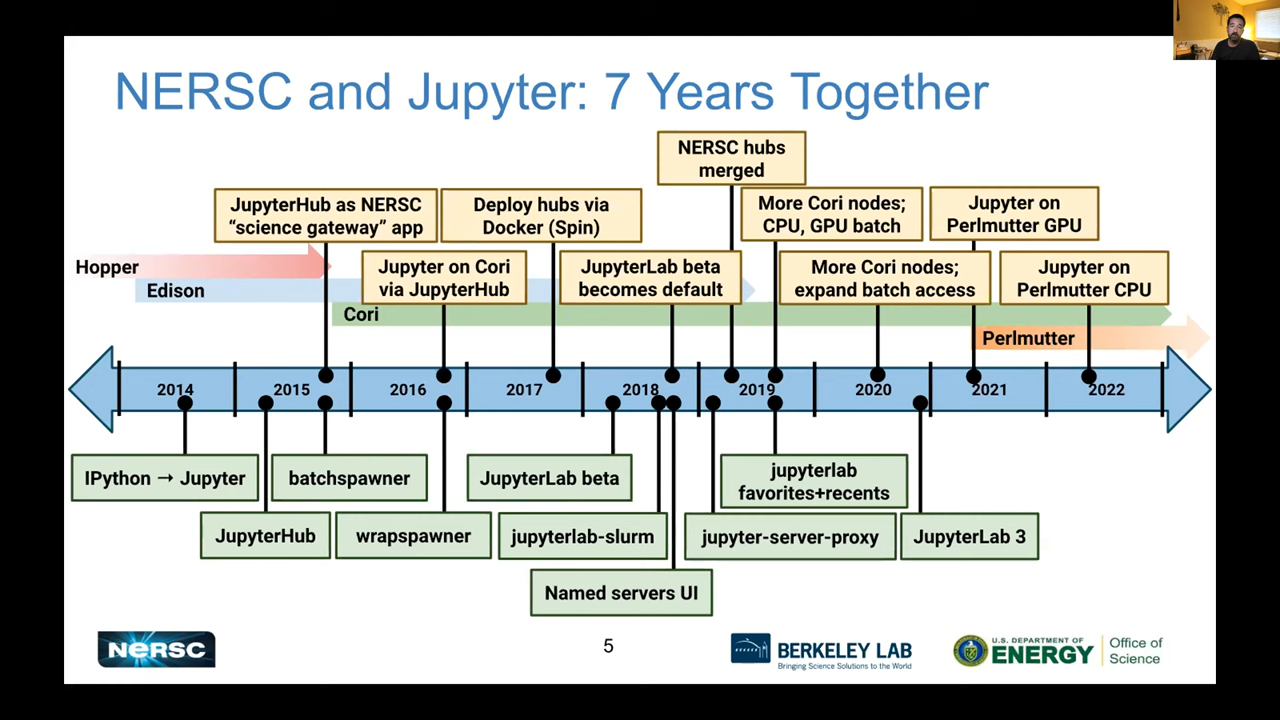 NERSC and Jupyter: 7 Years Together
NERSC hubs
merged
JupyterHub as NERSC
“science gateway” app
Deploy hubs via
Docker (Spin)
More Cori nodes;
CPU, GPU batch
Jupyter on
Perlmutter GPU
Hopper
Edison
Jupyter on Cori
via JupyterHub
JupyterLab beta
becomes default
More Cori nodes;
expand batch access
Jupyter on
Perlmutter CPU
Cori
Perlmutter
2014 2015 2016 2017 2018 2019 2020 2021 2022
IPython → Jupyter
batchspawner
JupyterLab beta
jupyterlab
favorites+recents
JupyterHub
wrapspawner
jupyterlab-slurm
jupyter-server-proxy
JupyterLab 3
Named servers UI
NERSC
5
BERKELEY LAB
Bringing Science Solutions to the World
U.S. DEPARTMENT OF
ENERGY
Office of
Science